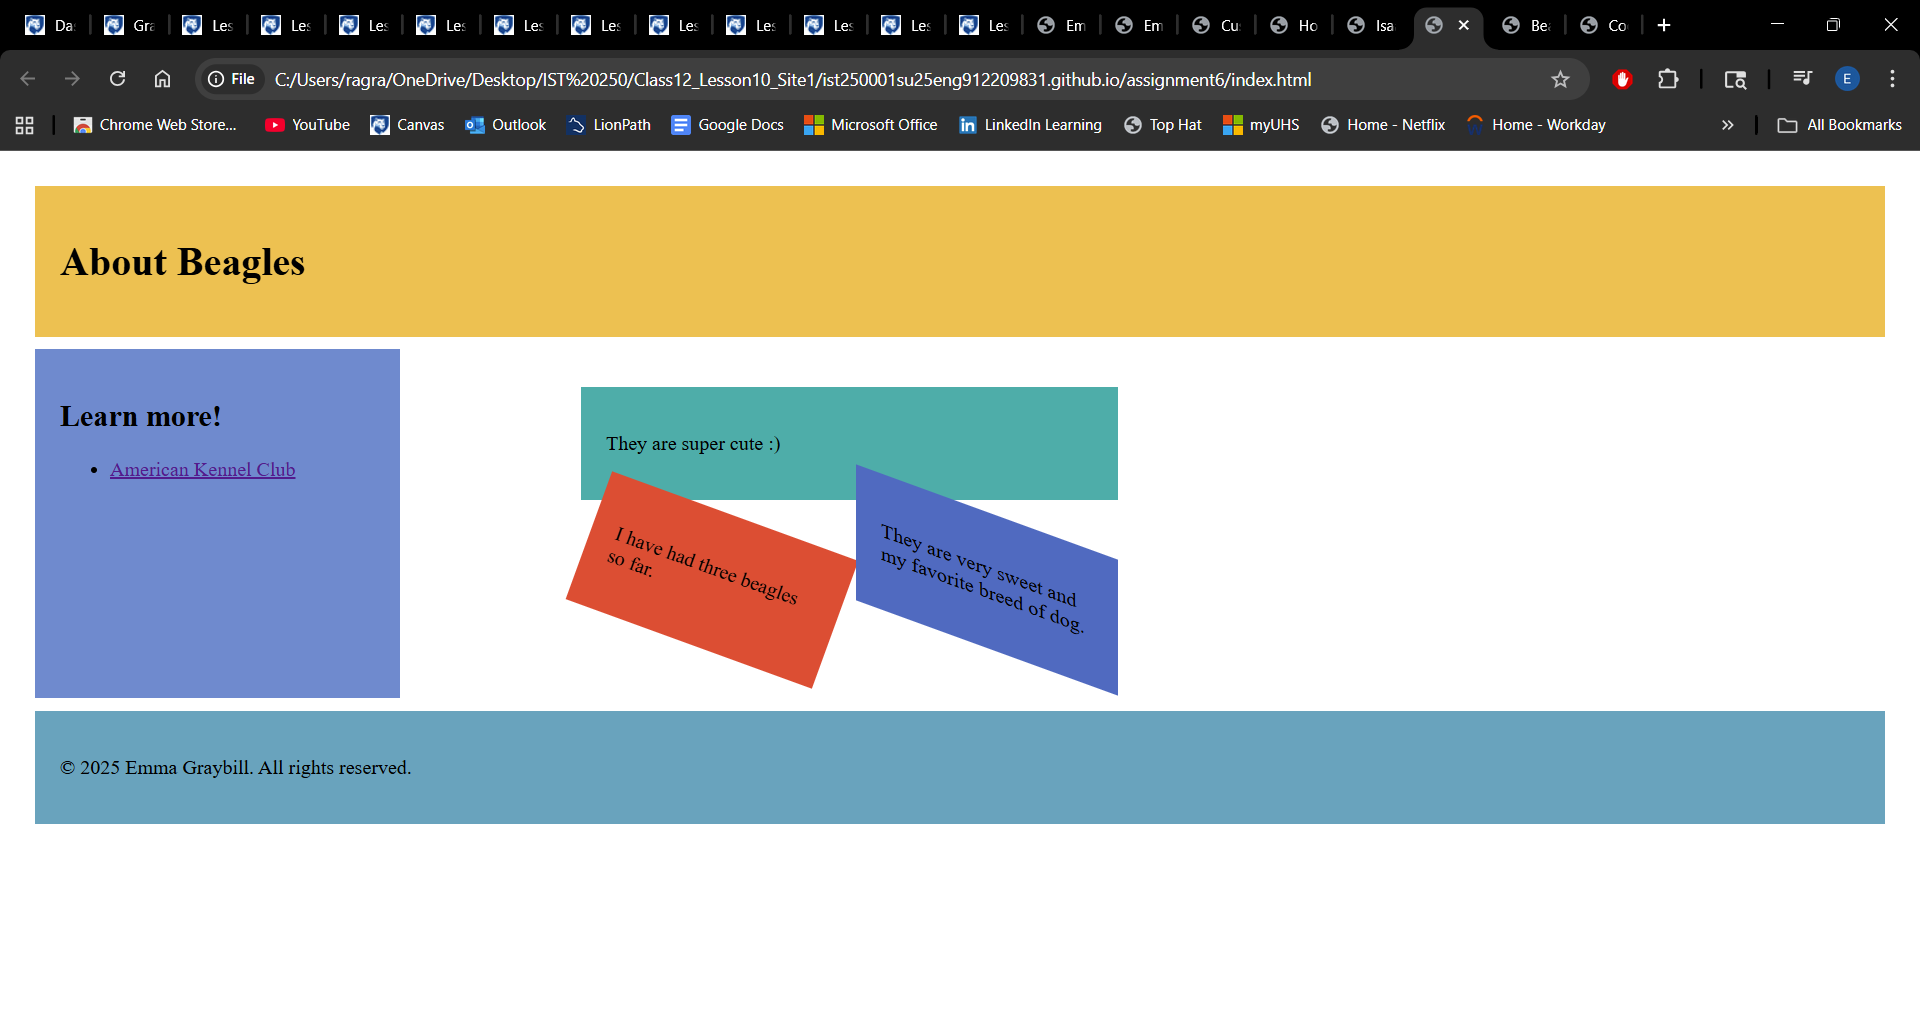 Da
Gra
Les
Les
Les
Les
Les
Les
Les
Les
Les
Les
Les
Em
Em
Cu
Ho
Isa
Bea
Co
File
C:/Users/ragra/OneDrive/Desktop/IST%20250/Class12_Lesson10_Site1/ist250001su25eng912209831.github.io/assignment6/index.html
E
Chrome Web Store...
YouTube
Canvas
Outlook
LionPath
Google Docs
Microsoft Office
LinkedIn Learning
Top Hat
myUHS
Home - Netflix
Home - Workday
All Bookmarks
About Beagles
Learn more!
American Kennel Club
They are super cute :)
I have had three beagles
so far.
They are very sweet and
my favorite breed of dog.
© 2025 Emma Graybill. All rights reserved.